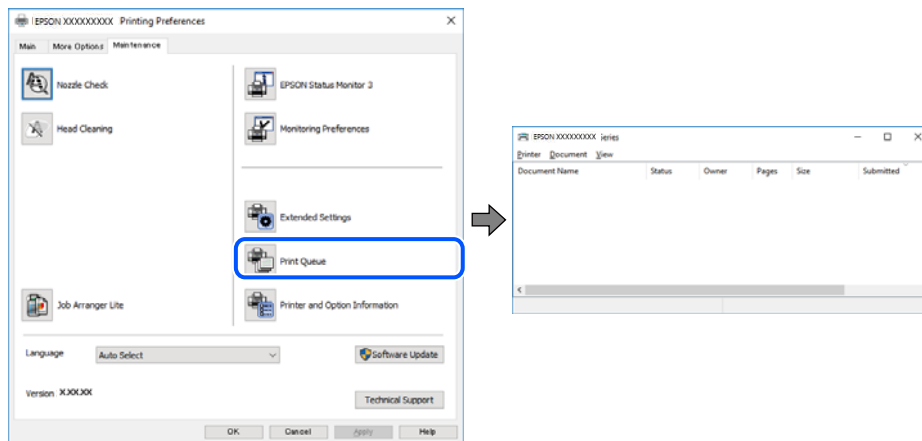 EPSON XXXXXXXXX Printing Preferences
Main More Options Maintenance
Nozzle Check
EPSON Status Monitor 3
Head Cleaning
Monitoring Preferences
Extended Settings
Print Queue
Job Arranger Lite
Printer and Option Information
Language Auto Select Software Update
Version X.XX.XX
Technical Support
OK Cancel Apply Help
EPSON XXXXXXXXX ieries
Printer Document View
Document Name Status Owner Pages Size Submitted